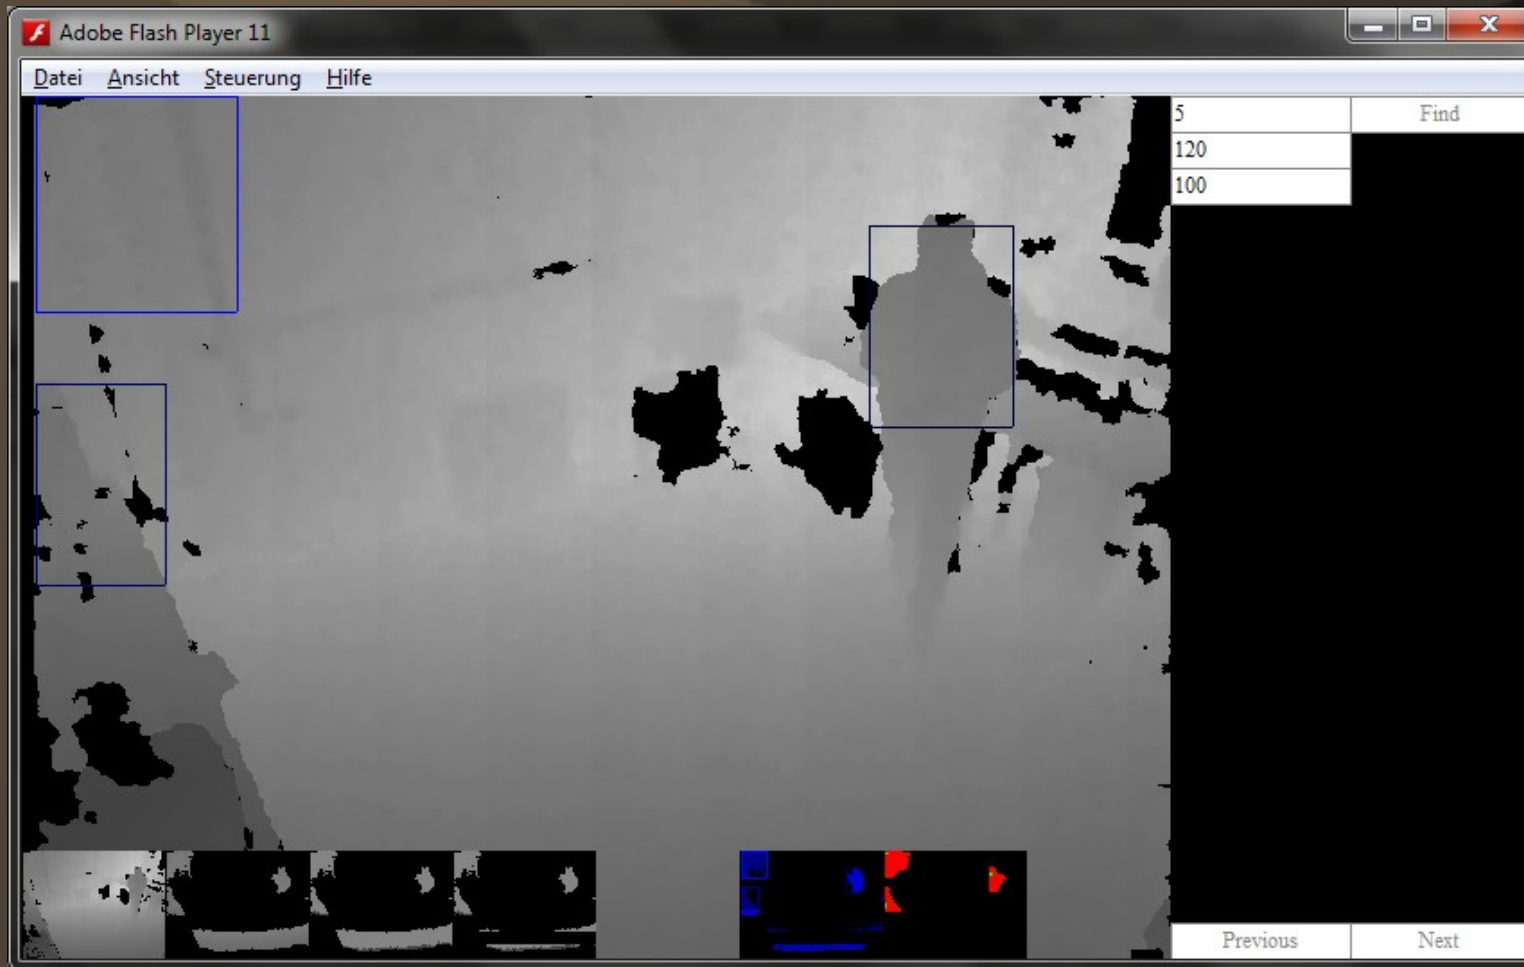 Adobe Flash Player 11
Datei Ansicht Steuerung Hilfe
5 Find
120
100
Previous Next